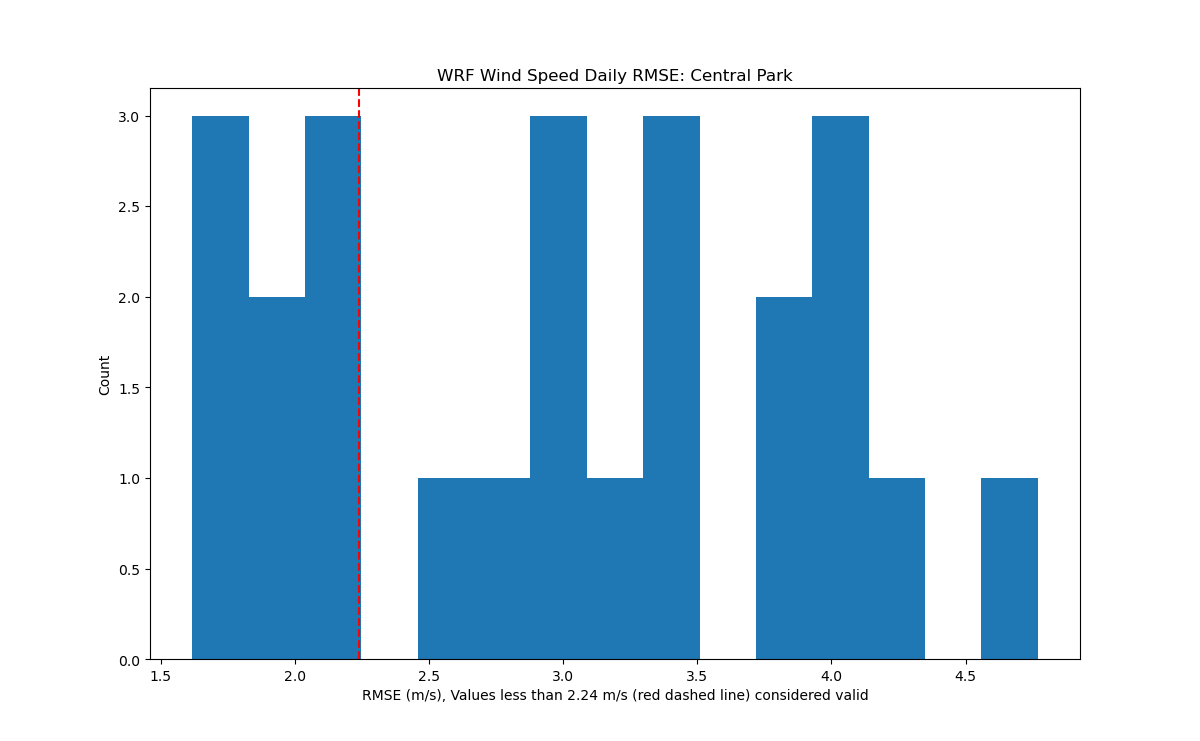 WRF Wind Speed Daily RMSE: Central Park
3.0
2.5
2.0
1.5
1.0
0.5
0.0
Count
1.5 2.0 2.5 3.0 3.5 4.0 4.5
RMSE (m/s), Values less than 2.24 m/s (red dashed line) considered valid